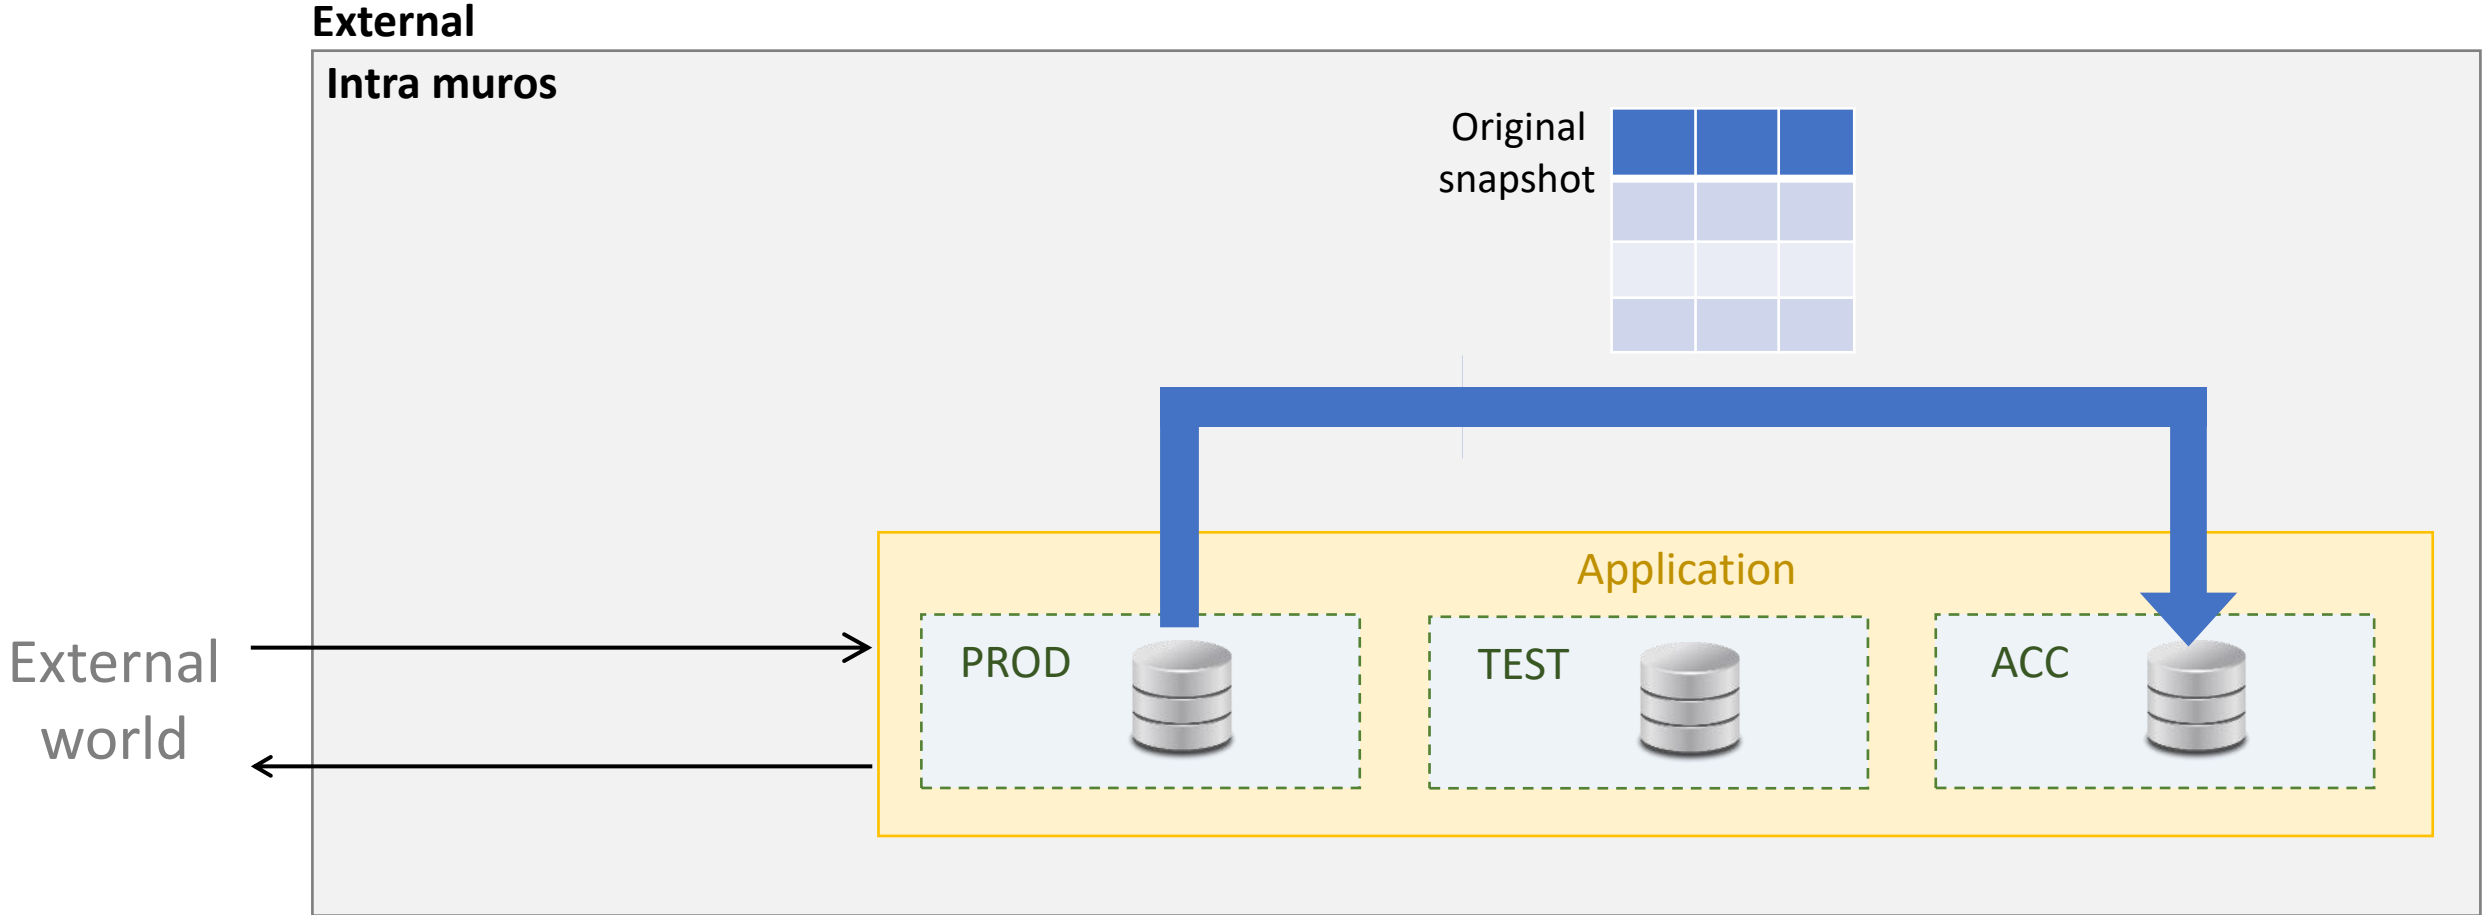 External
Intra muros
Original
snapshot
Application
PROD
TEST
ACC
External
world